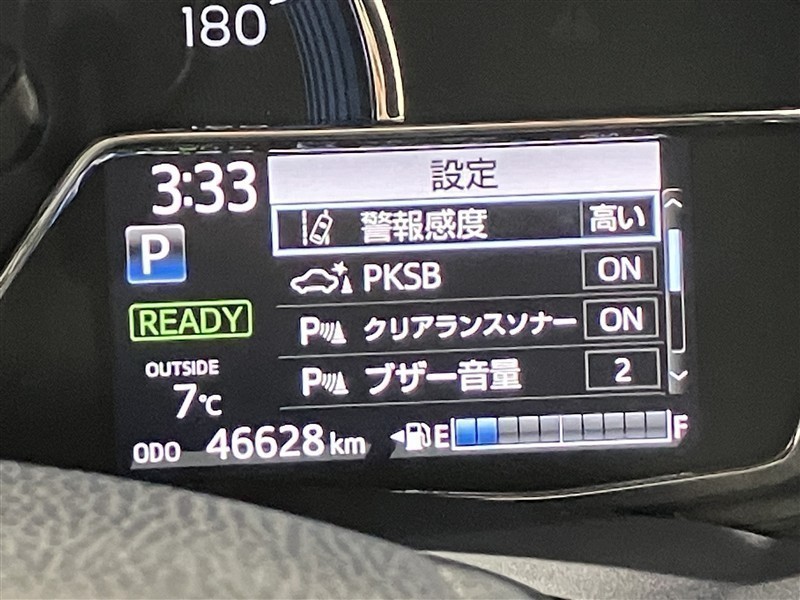 180
3:33
設定
警報感度 高い
P
PKSB ON
READY
クリアランスソナー ON
OUTSIDE
7℃
P ブザー音量 2
ODO 46628 km
E F